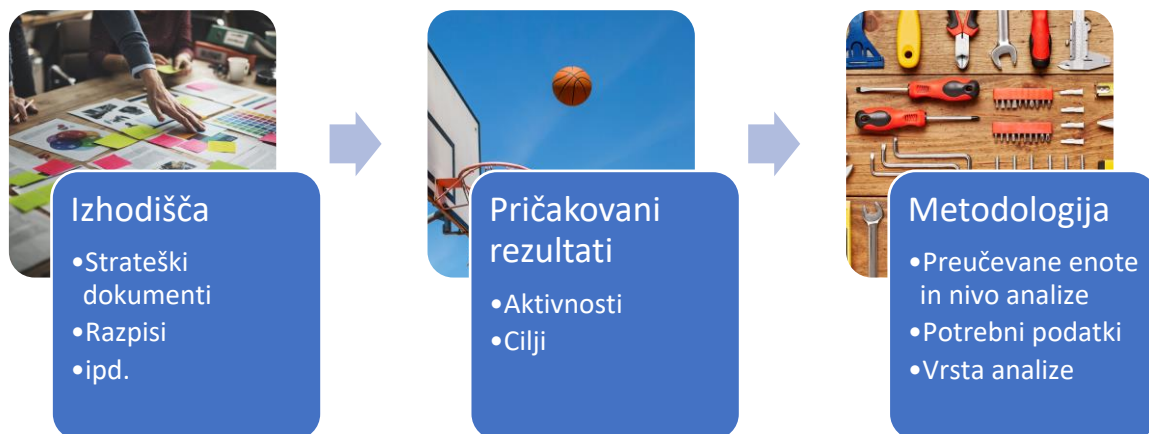 Izhodišča
•Strateški
dokumenti
•Razpisi
•ipd.
Pričakovani
rezultati
•Aktivnosti
•Cilji
Metodologija
•Preučevane enote
in nivo analize
•Potrebni podatki
•Vrsta analize